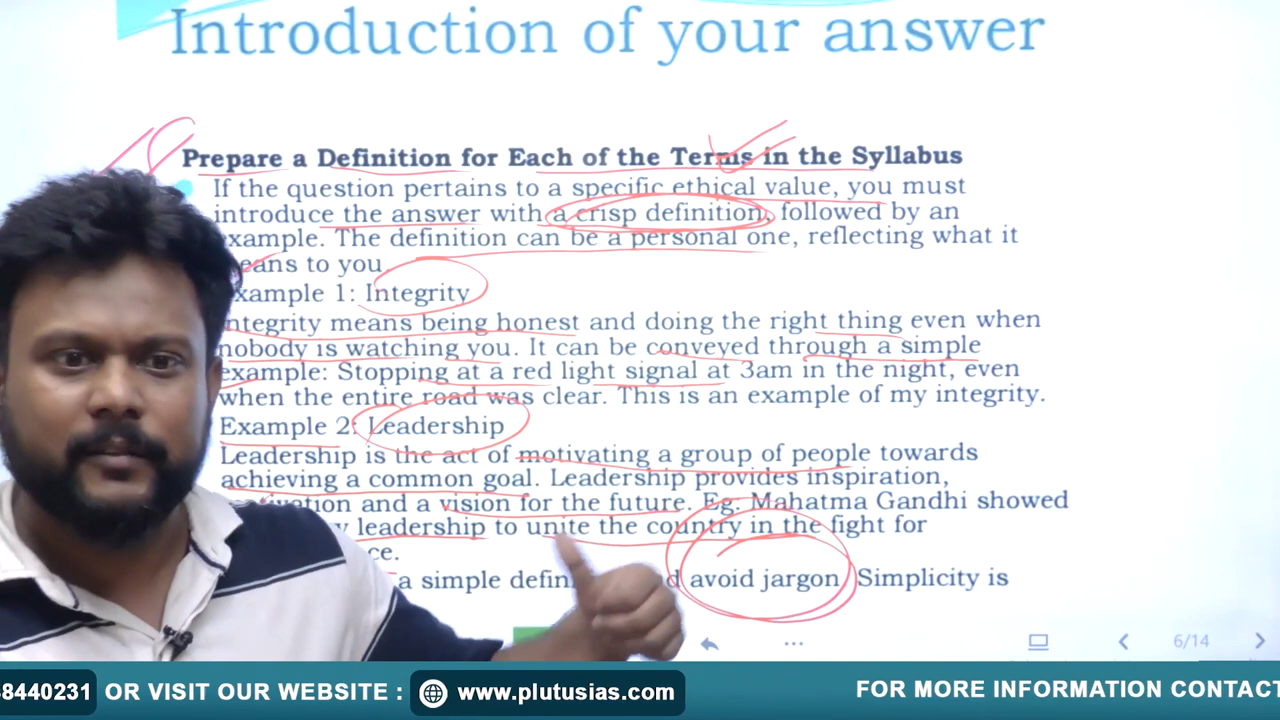 Introduction of your answer
Prepare a Definition for Each of the Terms in the Syllabus
If the question pertains to a specific ethical value, you must
introduce the answer with a crisp definition, followed by an
xample. The definition can be a personal one, reflecting what it
eans to you
xample 1: Integrity
ntegrity means being honest and doing the right thing even when
nobody is watching you. It can be conveyed through a simple
example: Stopping at a red light signal at 3am in the night, even
when the entire road was clear. This is an example of my integrity.
Example 2: Leadership
Leadership is the act of motivating a group of people towards
achieving a common goal. Leadership provides inspiration,
and a vision for the future. Eg. Mahatma Gandhi showed
leadership to unite the country in the fight for
ce.
a simple defin avoid jargon. Simplicity is
6/14
8440231 OR VISIT OUR WEBSITE : www.plutusias.com FOR MORE INFORMATION CONTACT